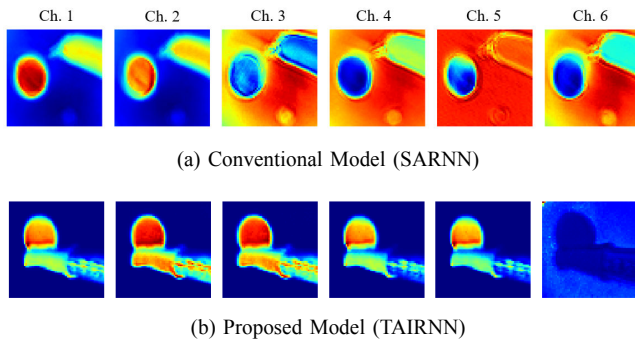 Ch. 1 Ch. 2 Ch. 3 Ch. 4 Ch. 5 Ch. 6
(a) Conventional Model (SARNN)
(b) Proposed Model (TAIRNN)